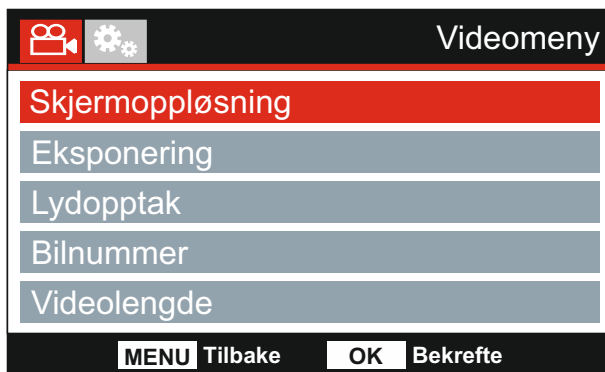 Videomeny
Skjermoppløsning
Eksponering
Lydopptak
Bilnummer
Videolengde
MENU Tilbake OK Bekrefte